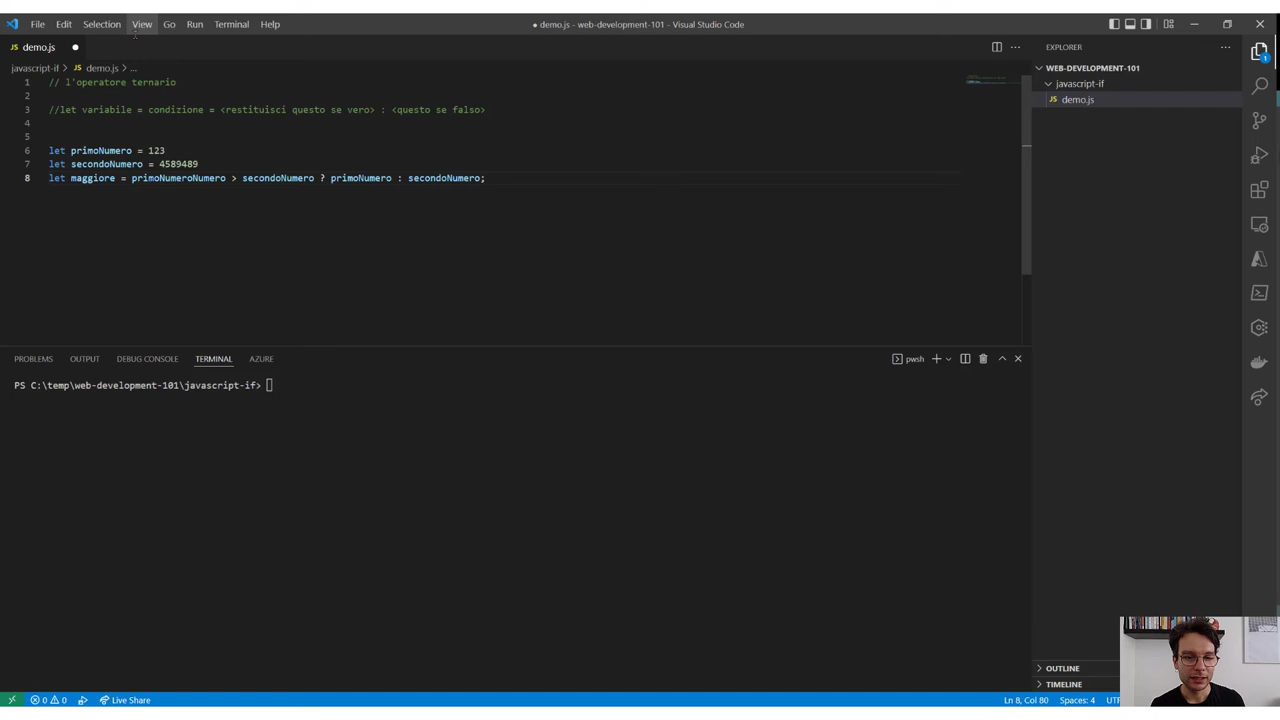 File Edit Selection View Go Run Terminal Help
● demo.js - web-development-101 - Visual Studio Code
JS demo.js ●
javascript-if > JS demo.js > ...
1 // l'operatore ternario
2
3 //let variabile = condizione = <restituisci questo se vero> : <questo se falso>
4
5
6 let primoNumero = 123
7 let secondoNumero = 4589489
8 let maggiore = primoNumeroNumero > secondoNumero ? primoNumero : secondoNumero;
EXPLORER
WEB-DEVELOPMENT-101
javascript-if
JS demo.js
1
PROBLEMS OUTPUT DEBUG CONSOLE TERMINAL AZURE
pwsh
PS C:\temp\web-development-101\javascript-if>
OUTLINE
TIMELINE
0 0 Live Share
Ln 8, Col 80 Spaces: 4